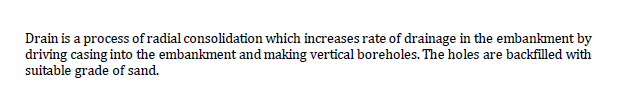 Drain is a process of radial consolidation which increases rate of drainage in the embankment by
driving casing into the embankment and making vertical boreholes. The holes are backfilled with
suitable grade of sand.